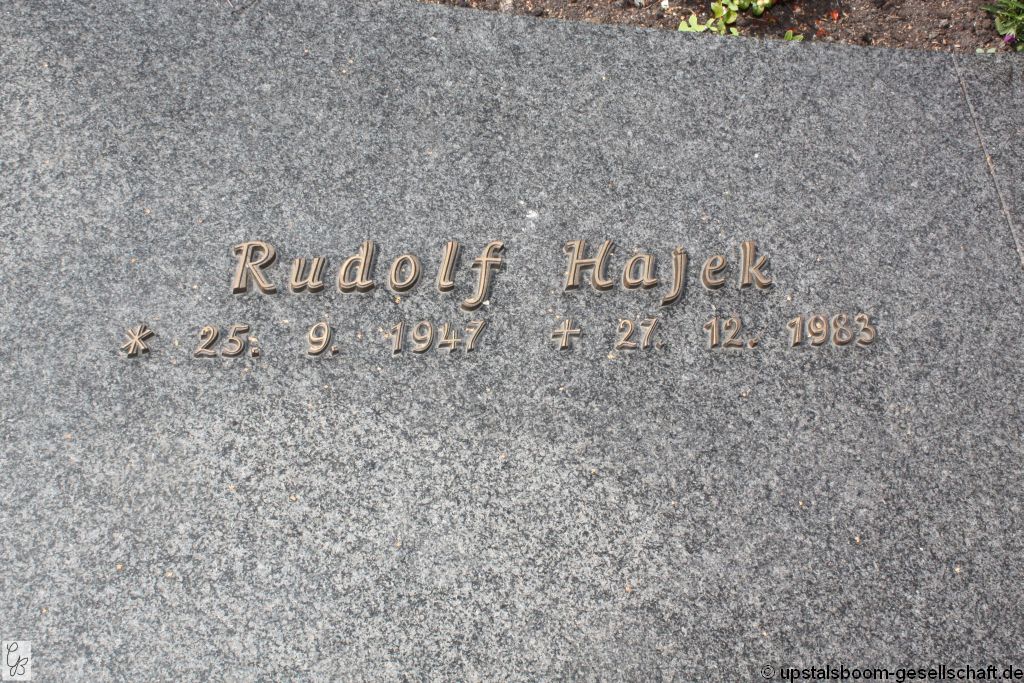 Rudolf Hajek
* 25. 9. 1947 + 27. 12. 1983
© upstalsboom-gesellschaft.de